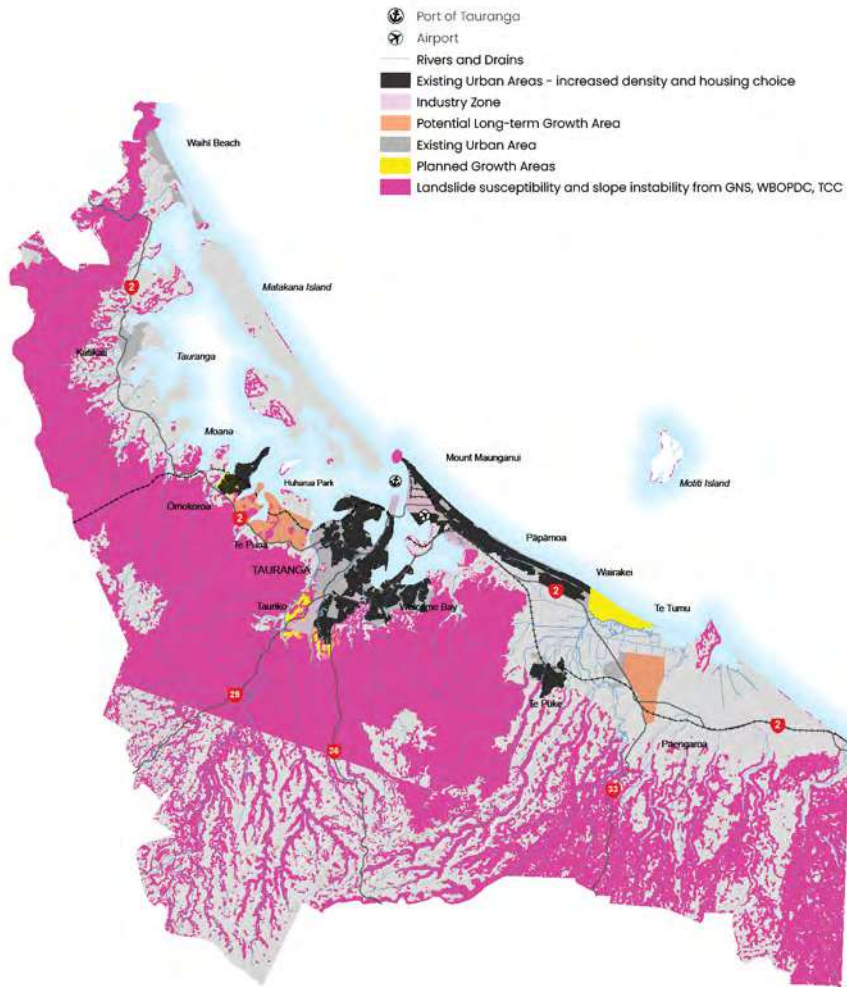 Port of Tauranga
Airport
Rivers and Drains
Existing Urban Areas - increased density and housing choice
Industry Zone
Potential Long-term Growth Area
Existing Urban Area
Planned Growth Areas
Landslide susceptibility and slope instability from GNS, WBOPDC, TCC
Waihi Beach
2
Matakana Island
Katikati
Tauranga
Moana
Mount Maunganui
Huharua Park
Motiti Island
Ōmokoroa
2
Te Puna
Pāpāmoa
TAURANGA
Wairakei
2
Tauriko
Welcome Bay
Te Tumu
29
Te Puke
2
36
Paengaroa
33